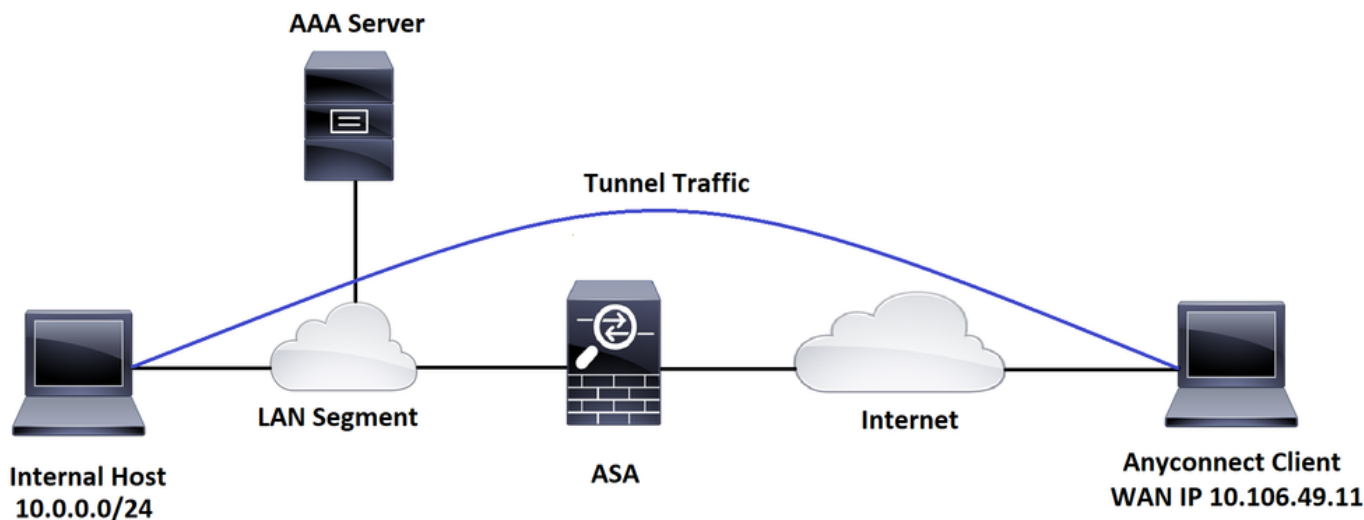 AAA Server
Tunnel Traffic
LAN Segment
Internet
Internal Host
10.0.0.0/24
ASA
Anyconnect Client
WAN IP 10.106.49.11